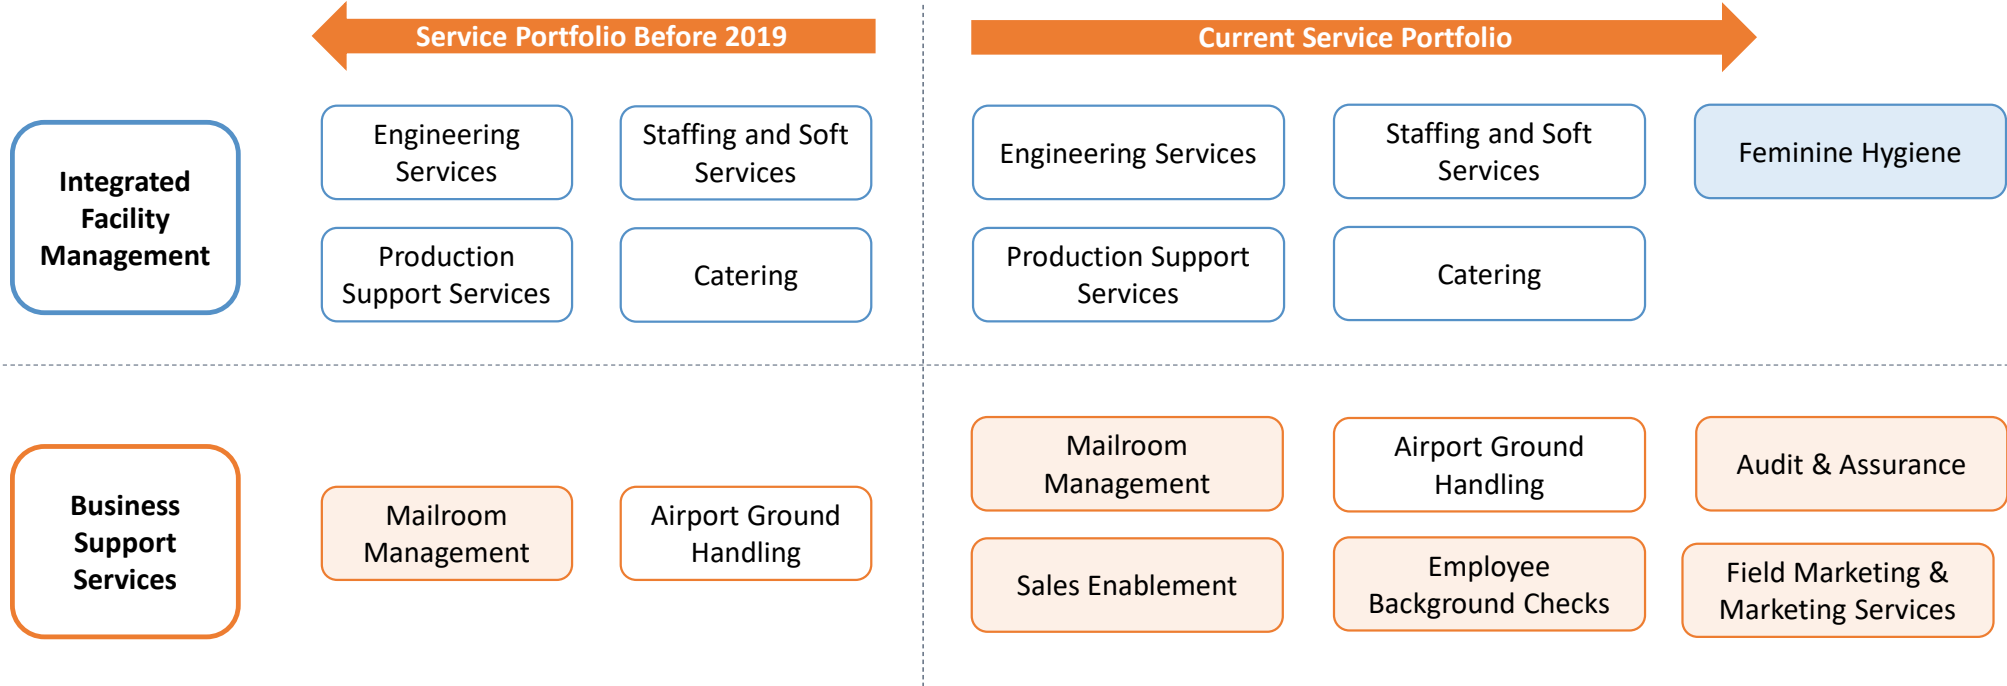 Service Portfolio Before 2019
Current Service Portfolio
Integrated
Facility
Management
Engineering
Services
Staffing and Soft
Services
Production
Support Services
Catering
Engineering Services
Staffing and Soft
Services
Feminine Hygiene
Production Support
Services
Catering
Business
Support
Services
Mailroom
Management
Airport Ground
Handling
Mailroom
Management
Airport Ground
Handling
Audit & Assurance
Sales Enablement
Employee
Background Checks
Field Marketing &
Marketing Services